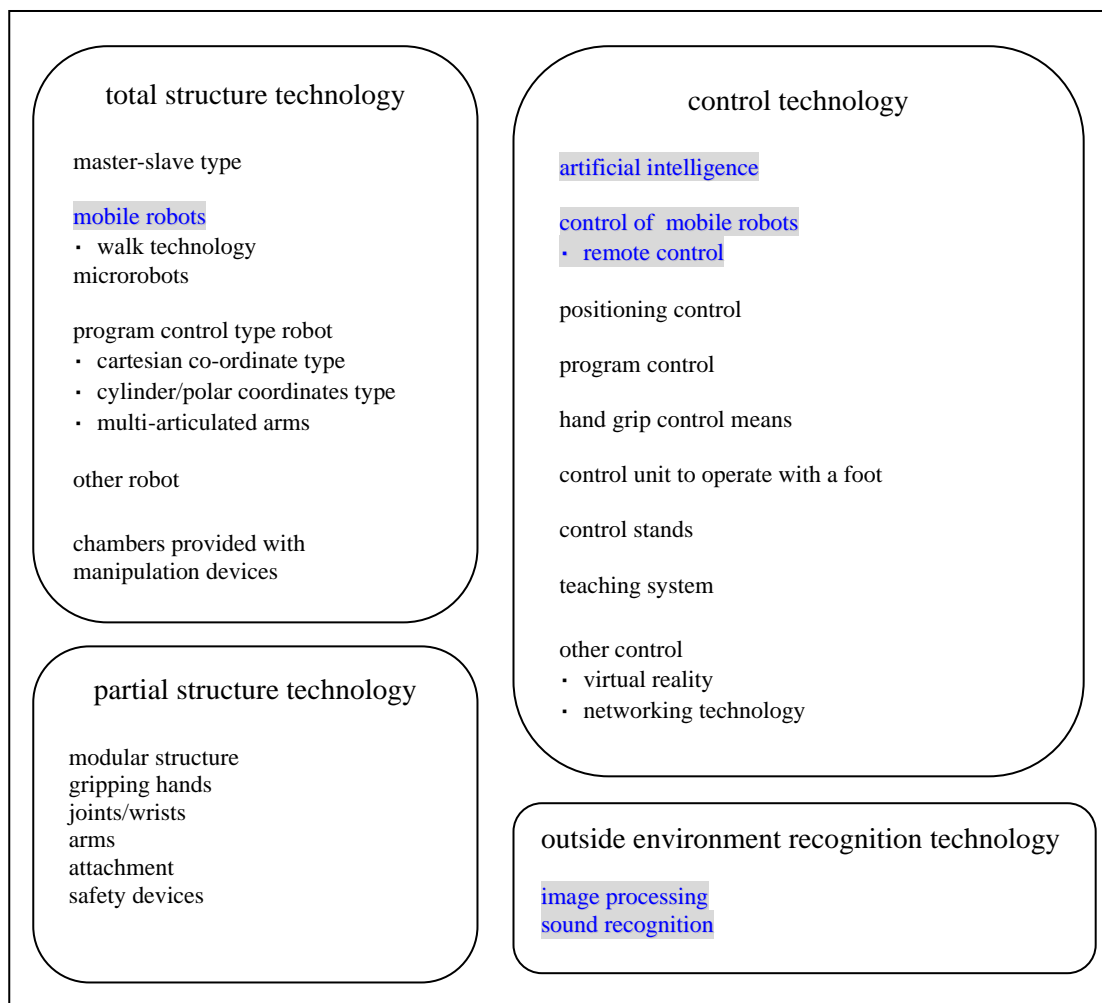 total structure technology
master-slave type
mobile robots
・ walk technology
microrobots
program control type robot
・ cartesian co-ordinate type
・ cylinder/polar coordinates type
・ multi-articulated arms
other robot
chambers provided with
manipulation devices
partial structure technology
modular structure
gripping hands
joints/wrists
arms
attachment
safety devices
control technology
artificial intelligence
control of  mobile robots
・ remote control
positioning control
program control
hand grip control means
control unit to operate with a foot
control stands
teaching system
other control
・ virtual reality
・ networking technology
outside environment recognition technology
image processing
sound recognition